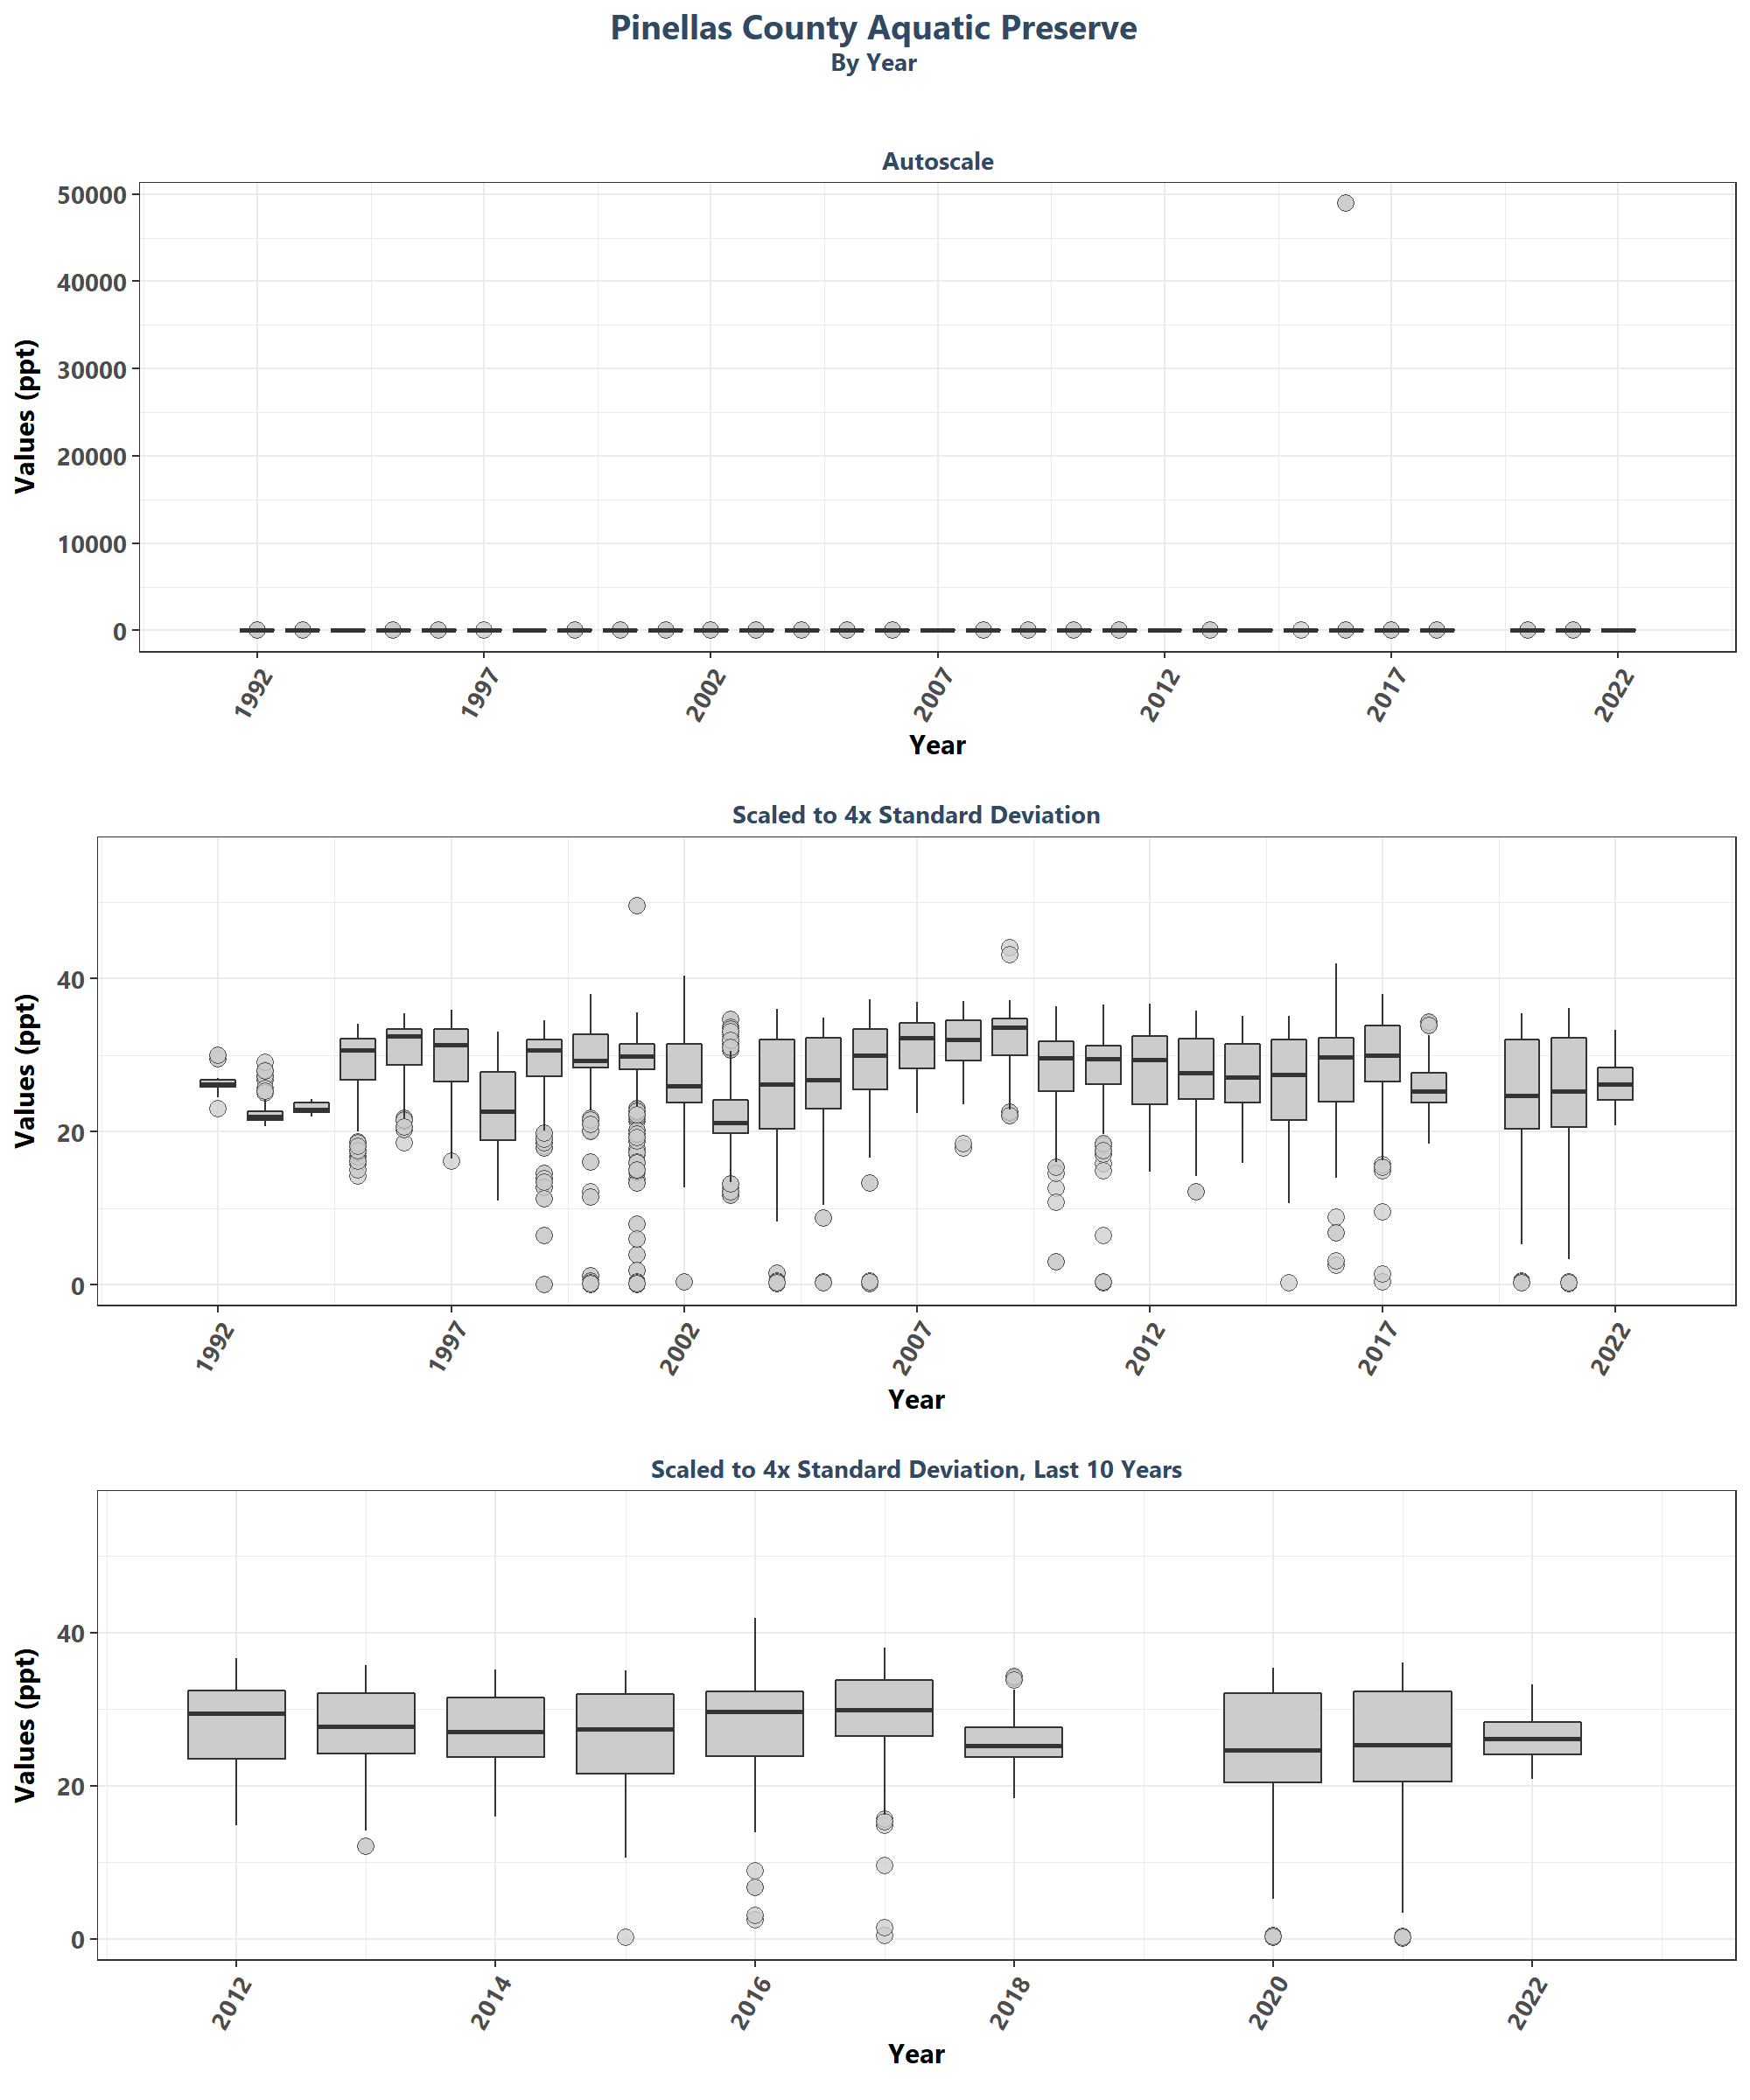 Pinellas County Aquatic Preserve
By Year
Autoscale
50000
40000
30000
20000
10000
0
Values (ppt)
1992 1997 2002 2007 2012 2017 2022
Year
Scaled to 4x Standard Deviation
40
20
0
Values (ppt)
1992 1997 2002 2007 2012 2017 2022
Year
Scaled to 4x Standard Deviation, Last 10 Years
40
20
0
Values (ppt)
2012 2014 2016 2018 2020 2022
Year